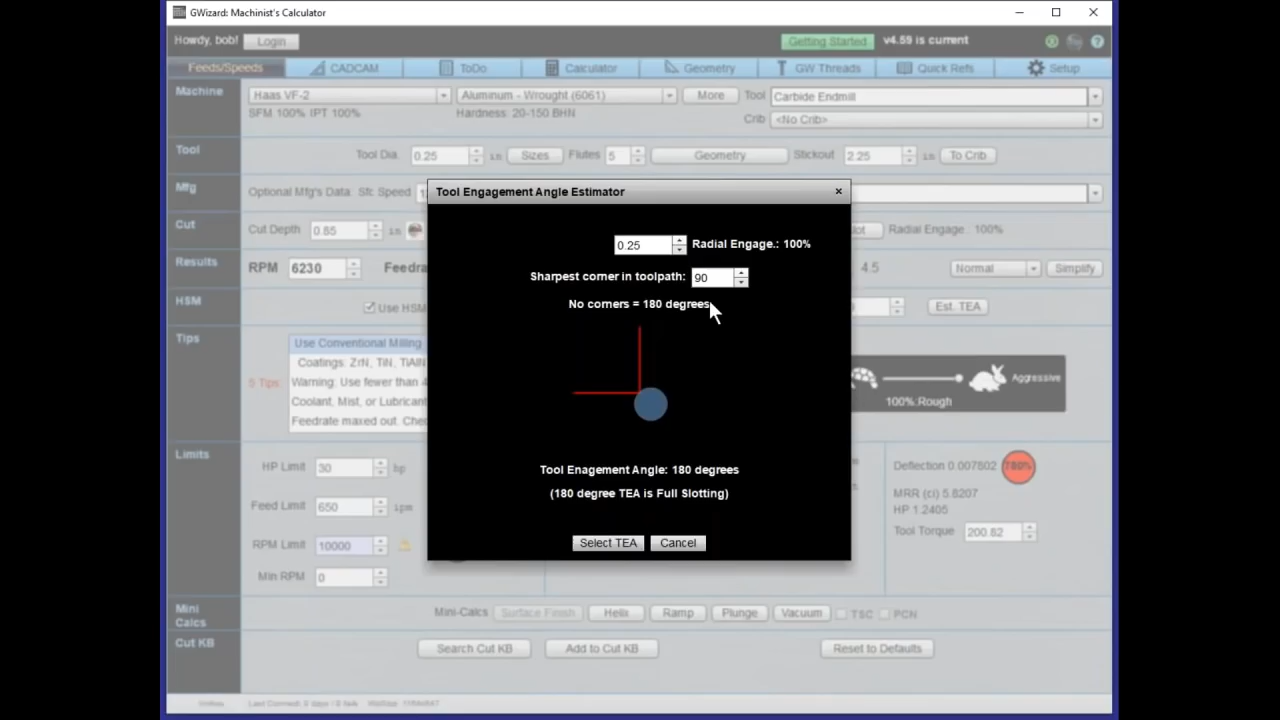 GWizard: Machinist's Calculator
Howdy, bob! Login Getting Started v4.59 is current
Feeds/Speeds CADCAM ToDo Calculator Geometry GW Threads Quick Refs Setup
Machine Haas VF-2 Aluminum - Wrought (6061) More Tool Carbide Endmill
SFM 100% IPT 100% Hardness: 20-150 BHN Crib <No Crib>
Tool Tool Dia. 0.25 in Sizes Flutes 5 Geometry Stickout 2.25 in To Crib
Mfg Optional Mfg's Data: Sfc Speed
Tool Engagement Angle Estimator
0.25 Radial Engage.: 100%
Sharpest corner in toolpath: 90
No corners = 180 degrees
Tool Enagement Angle: 180 degrees
(180 degree TEA is Full Slotting)
Select TEA Cancel
Cut Cut Depth 0.85 in Radial Engage.: 100%
Results RPM 6230 Feedra 4.5 Normal Simplify
HSM Use HSM Est. TEA
Tips Use Conventional Milling
Coatings: ZrN, TiN, TiAlN
5 Tips Warning: Use fewer than 4
Coolant, Mist, or Lubricant
Feedrate maxed out. Chec
Aggressive
100%:Rough
Limits HP Limit 30 hp Deflection 0.007802 780%
MRR (ci) 5.8207
Feed Limit 650 ipm HP 1.2405
RPM Limit 10000 Tool Torque 200.82
Min RPM 0
Mini Calcs Mini-Calcs Surface Finish Helix Ramp Plunge Vacuum TSC PCN
Cut KB Search Cut KB Add to Cut KB Reset to Defaults